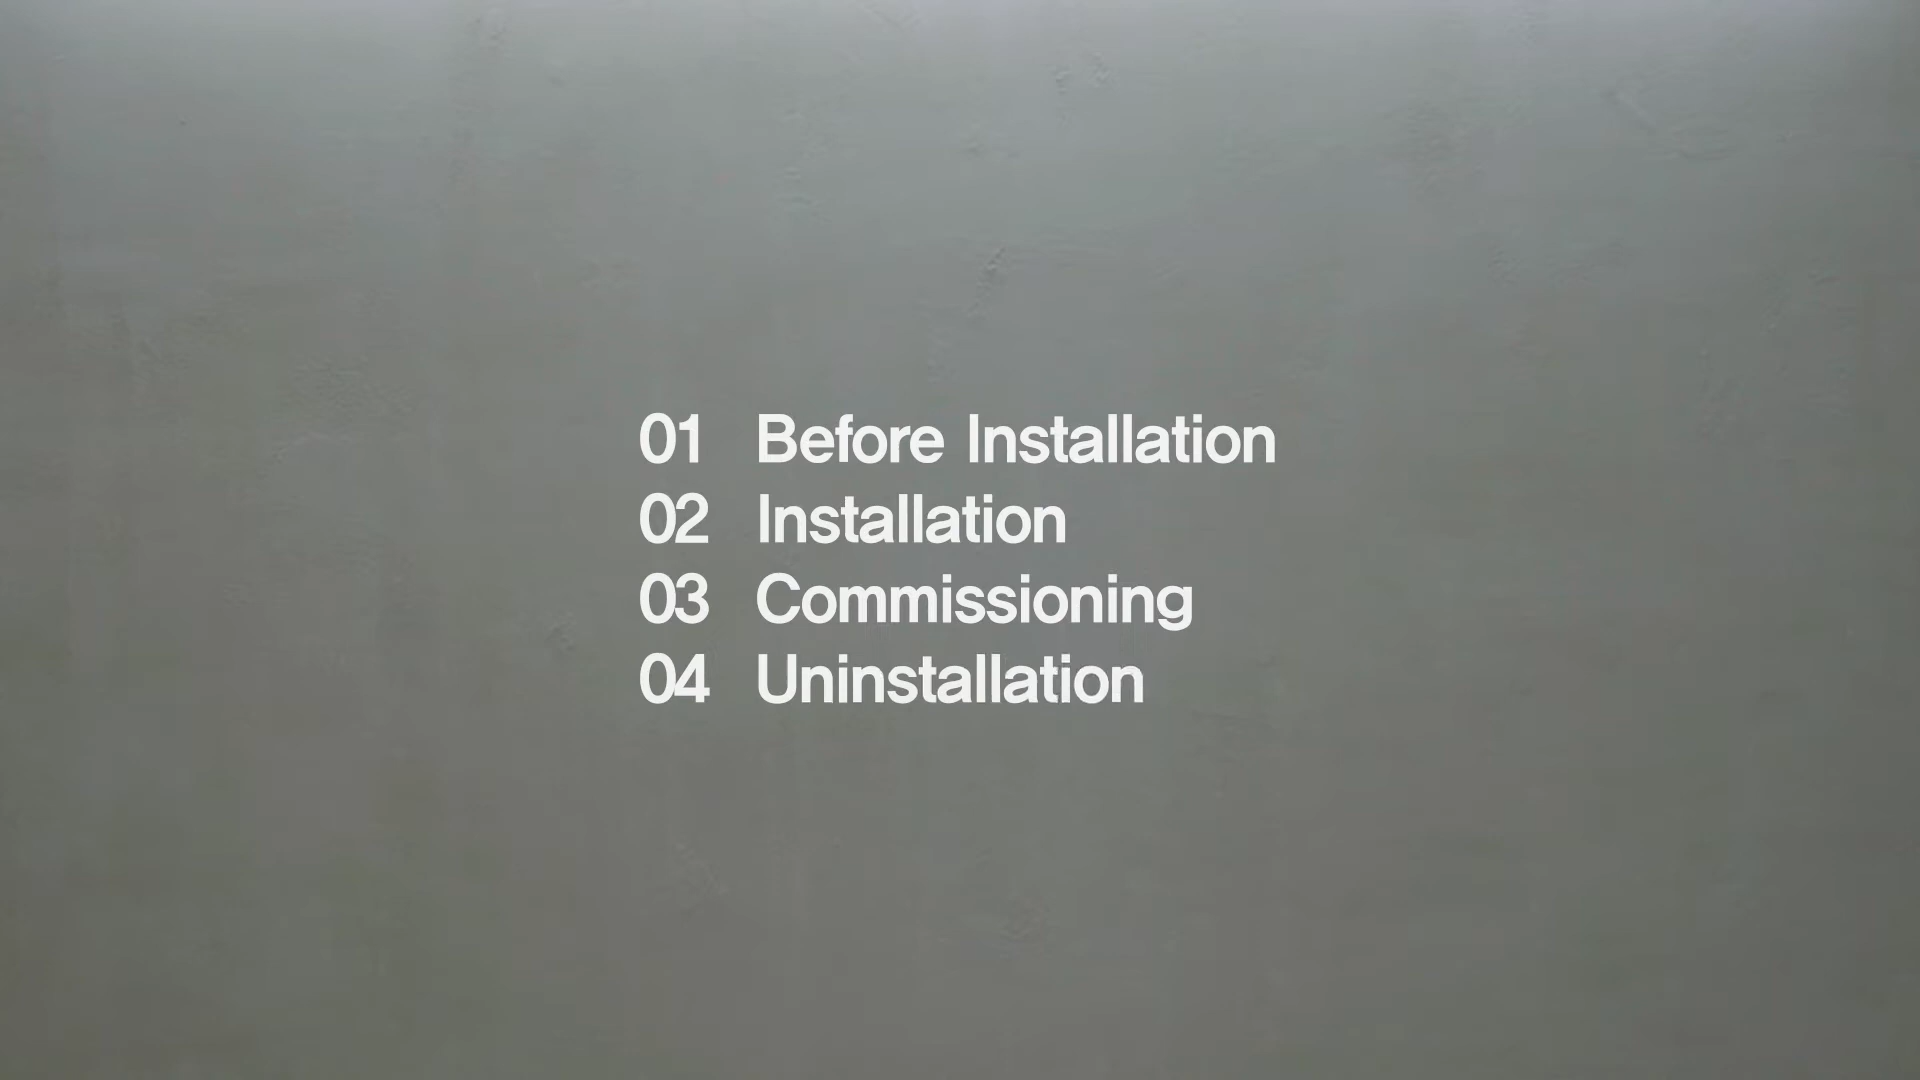 01 Before Installation
02 Installation
03 Commissioning
04 Uninstallation